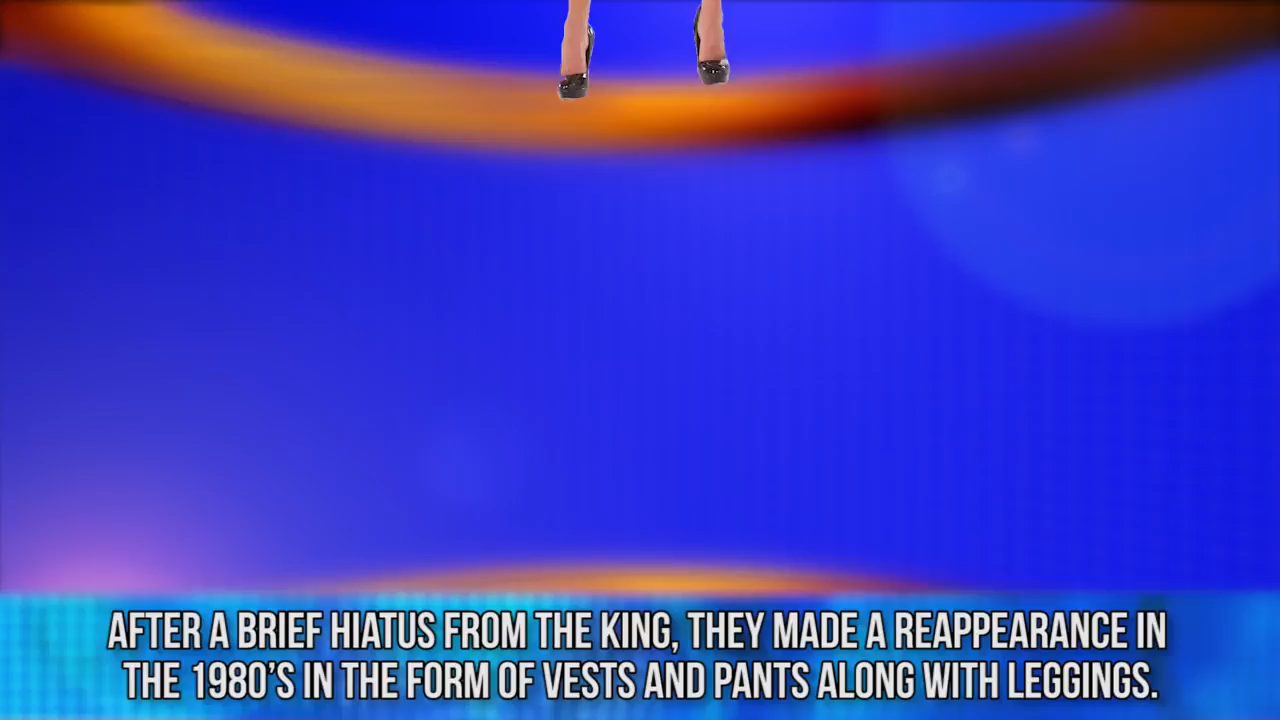 AFTER A BRIEF HIATUS FROM THE KING, THEY MADE A REAPPEARANCE IN
THE 1980'S IN THE FORM OF VESTS AND PANTS ALONG WITH LEGGINGS.